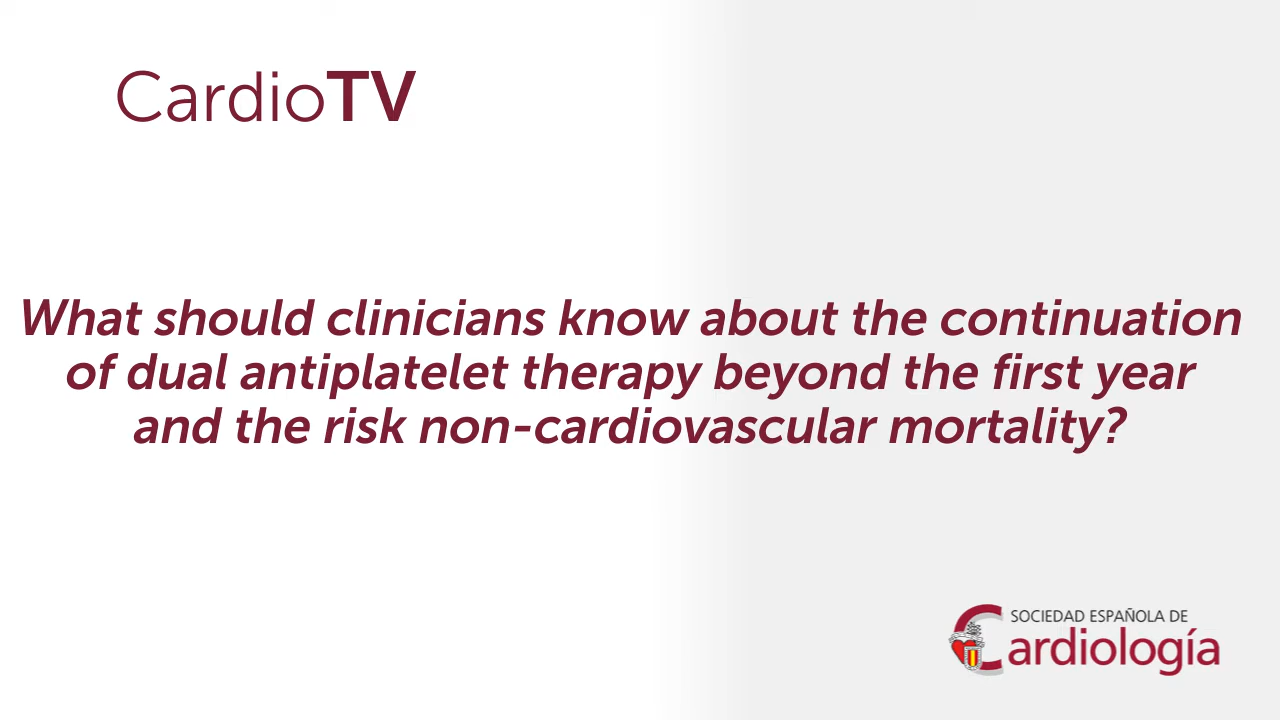 CardioTV
What should clinicians know about the continuation
of dual antiplatelet therapy beyond the first year
and the risk non-cardiovascular mortality?
SOCIEDAD ESPAÑOLA DE
Cardiología